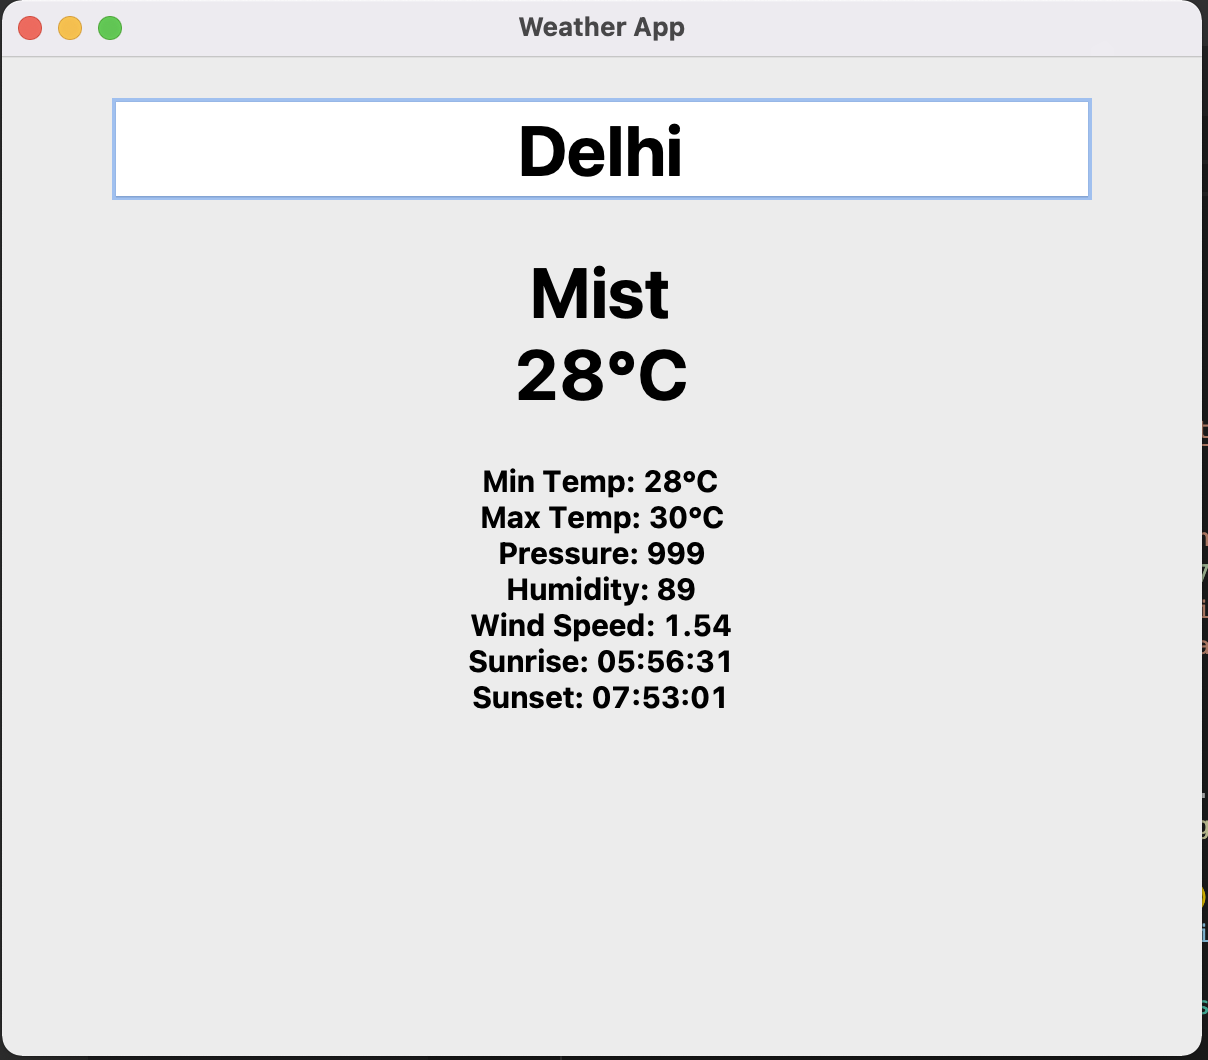 Weather App
Delhi
Mist
28°C
Min Temp: 28°C
Max Temp: 30°C
Pressure: 999
Humidity: 89
Wind Speed: 1.54
Sunrise: 05:56:31
Sunset: 07:53:01